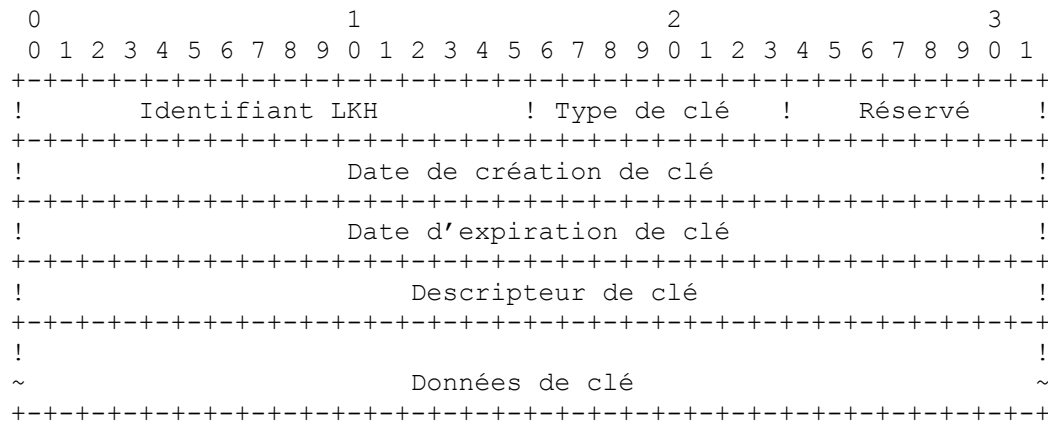 0                   1                   2                   3
 0 1 2 3 4 5 6 7 8 9 0 1 2 3 4 5 6 7 8 9 0 1 2 3 4 5 6 7 8 9 0 1
+-+-+-+-+-+-+-+-+-+-+-+-+-+-+-+-+-+-+-+-+-+-+-+-+-+-+-+-+-+-+-+-+
!       Identifiant LKH         ! Type de clé   !    Réservé    !
+-+-+-+-+-+-+-+-+-+-+-+-+-+-+-+-+-+-+-+-+-+-+-+-+-+-+-+-+-+-+-+-+
!                    Date de création de clé                    !
+-+-+-+-+-+-+-+-+-+-+-+-+-+-+-+-+-+-+-+-+-+-+-+-+-+-+-+-+-+-+-+-+
!                    Date d’expiration de clé                   !
+-+-+-+-+-+-+-+-+-+-+-+-+-+-+-+-+-+-+-+-+-+-+-+-+-+-+-+-+-+-+-+-+
!                        Descripteur de clé                     !
+-+-+-+-+-+-+-+-+-+-+-+-+-+-+-+-+-+-+-+-+-+-+-+-+-+-+-+-+-+-+-+-+
!                                                               !
~                        Données de clé                         ~
+-+-+-+-+-+-+-+-+-+-+-+-+-+-+-+-+-+-+-+-+-+-+-+-+-+-+-+-+-+-+-+-+